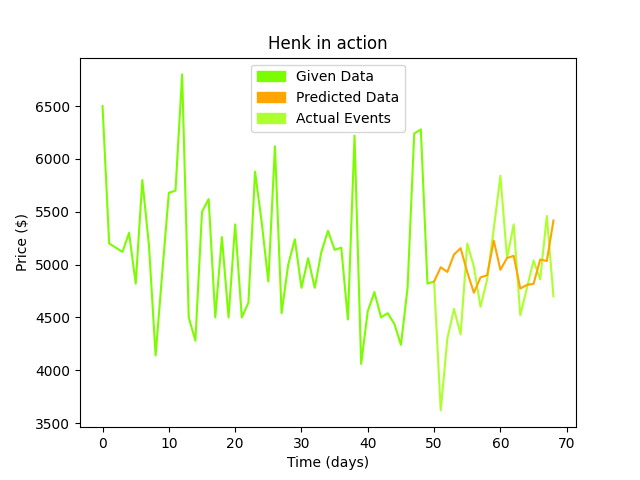 Henk in action
Given Data
Predicted Data
Actual Events
Price ($)
6500
6000
5500
5000
4500
4000
3500
0 10 20 30 40 50 60 70
Time (days)